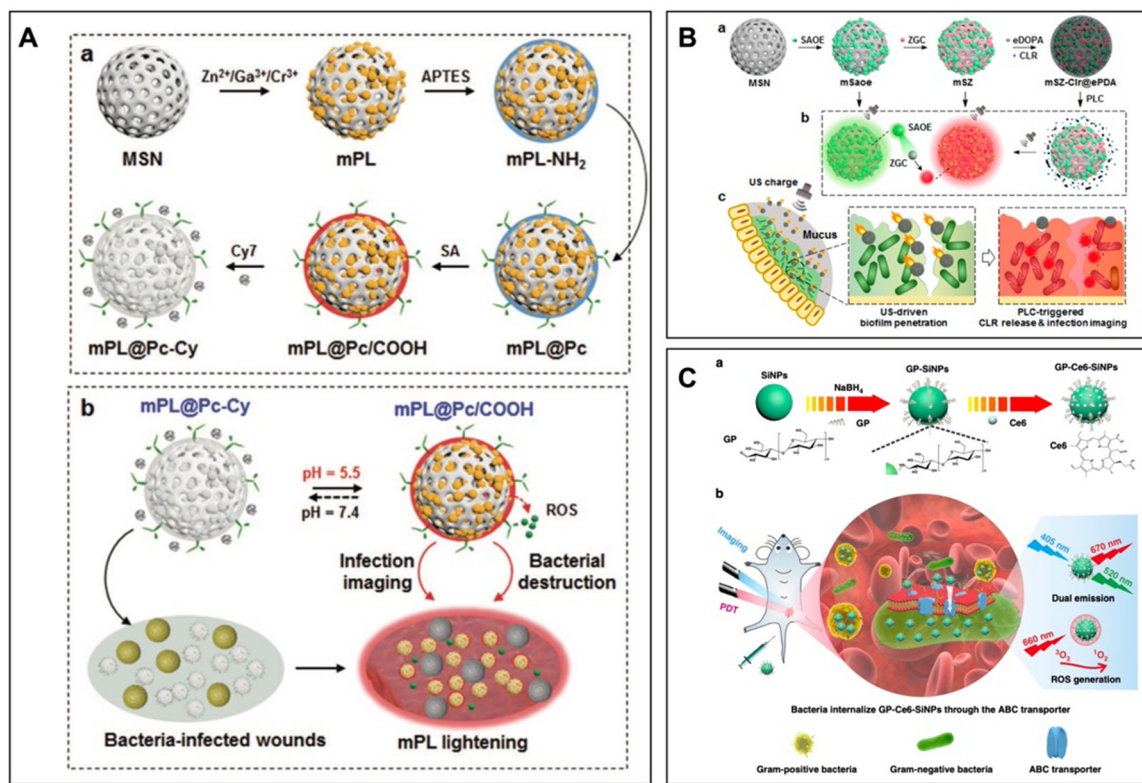 A
a
Zn²⁺/Ga³⁺/Cr³⁺
APTES
MSN
mPL
mPL-NH₂
Cy7
SA
mPL@Pc-Cy
mPL@Pc/COOH
mPL@Pc
b
mPL@Pc-Cy
mPL@Pc/COOH
pH = 5.5
pH = 7.4
ROS
Infection
imaging
Bacterial
destruction
Bacteria-infected wounds
mPL lightening
B
a
SAOE
ZGC
eDOPA
CLR
MSN
mSaoe
mSZ
mSZ-Clr@ePDA
PLC
b
SAOE
ZGC
US charge
c
Mucus
US-driven
biofilm penetration
PLC-triggered
CLR release & infection imaging
C
a
SiNPs
GP-SiNPs
GP-Ce6-SiNPs
NaBH₄
GP
Ce6
GP
Ce6
b
Imaging
PDT
405 nm
670 nm
520 nm
Dual emission
660 nm
³O₂
¹O₂
ROS generation
Bacteria internalize GP-Ce6-SiNPs through the ABC transporter
Gram-positive bacteria
Gram-negative bacteria
ABC transporter